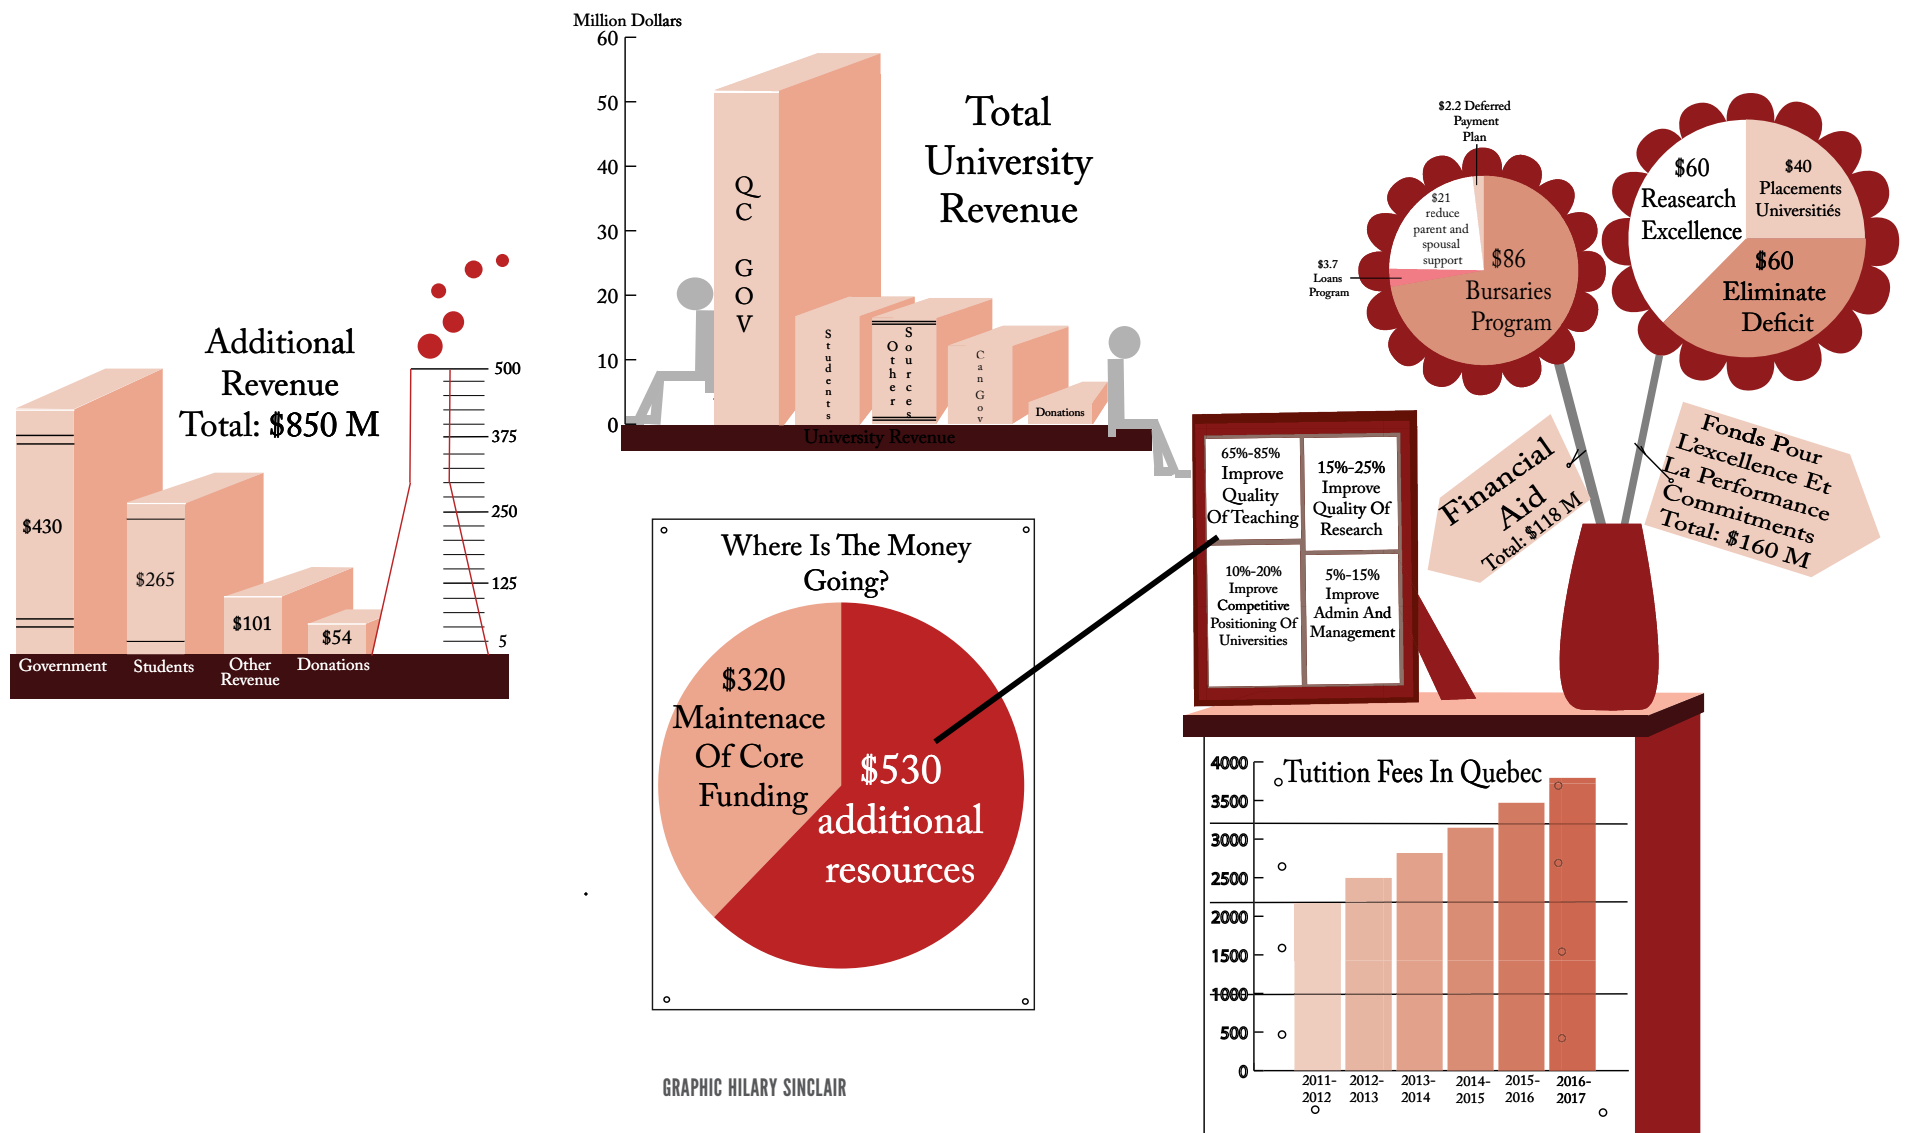 Million Dollars
60
50
40
30
20
10
0
Total
University
Revenue
QC GOV
Students
Other Sources
Can Gov
Donations
University Revenue
Additional
Revenue
Total: $850 M
500
375
250
125
5
$430
$265
$101
$54
Government
Students
Other
Revenue
Donations
Where Is The Money
Going?
$320
Maintenace
Of Core
Funding
$530
additional
resources
65%-85%
Improve
Quality
Of Teaching
15%-25%
Improve
Quality Of
Research
10%-20%
Improve
Competitive
Positioning Of
Universities
5%-15%
Improve
Admin And
Management
$2.2 Deferred
Payment
Plan
$21
reduce
parent and
spousal
support
$3.7
Loans
Program
$86
Bursaries
Program
$60
Reasearch
Excellence
$40
Placements
Universitiés
$60
Eliminate
Deficit
Financial
Aid
Total: $118 M
Fonds Pour
L'excellence Et
La Performance
Commitments
Total: $160 M
Tutition Fees In Quebec
4000
3500
3000
2500
2000
1500
1000
500
0
2011-
2012
2012-
2013
2013-
2014
2014-
2015
2015-
2016
2016-
2017
GRAPHIC HILARY SINCLAIR